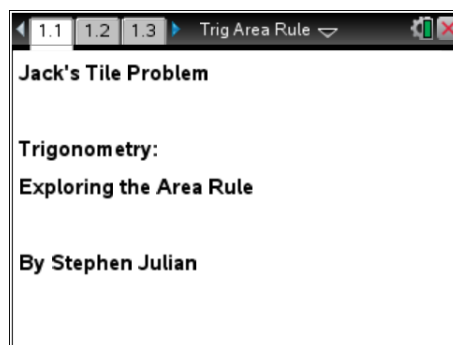 1.1 1.2 1.3 Trig Area Rule
Jack's Tile Problem
Trigonometry:
Exploring the Area Rule
By Stephen Julian